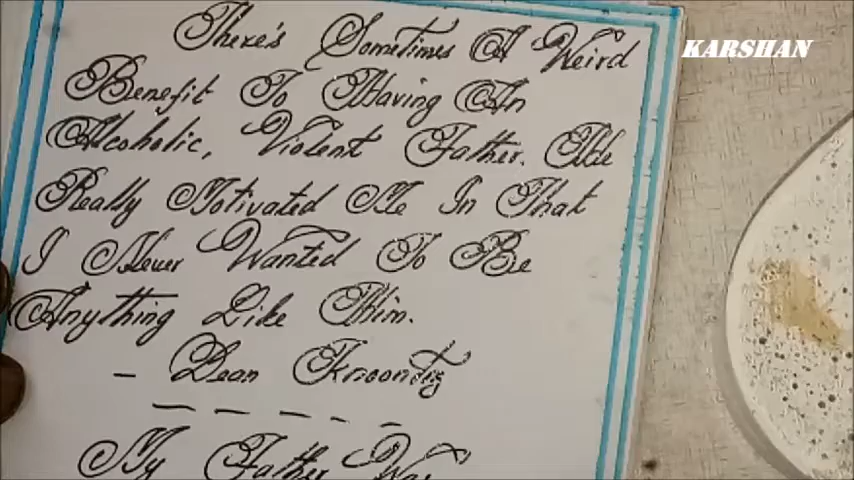 There's Sometimes A Weird
Benefit To Having An
Alcoholic, Violent Father. He
Really Motivated Me In That
I Never Wanted To Be
Anything Like Him.
- Dean
My Father Was
KARSHAN